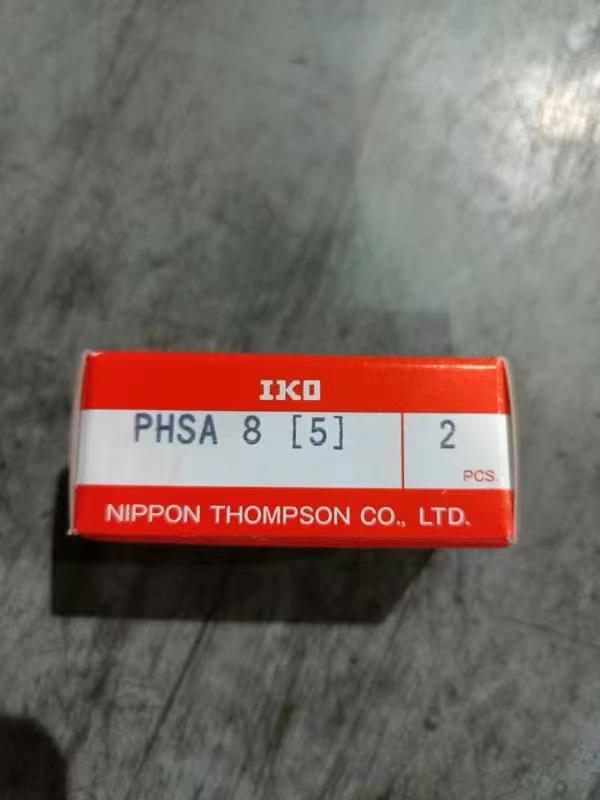 IKO
PHSA 8 [5] 2
PCS.
NIPPON THOMPSON CO., LTD.